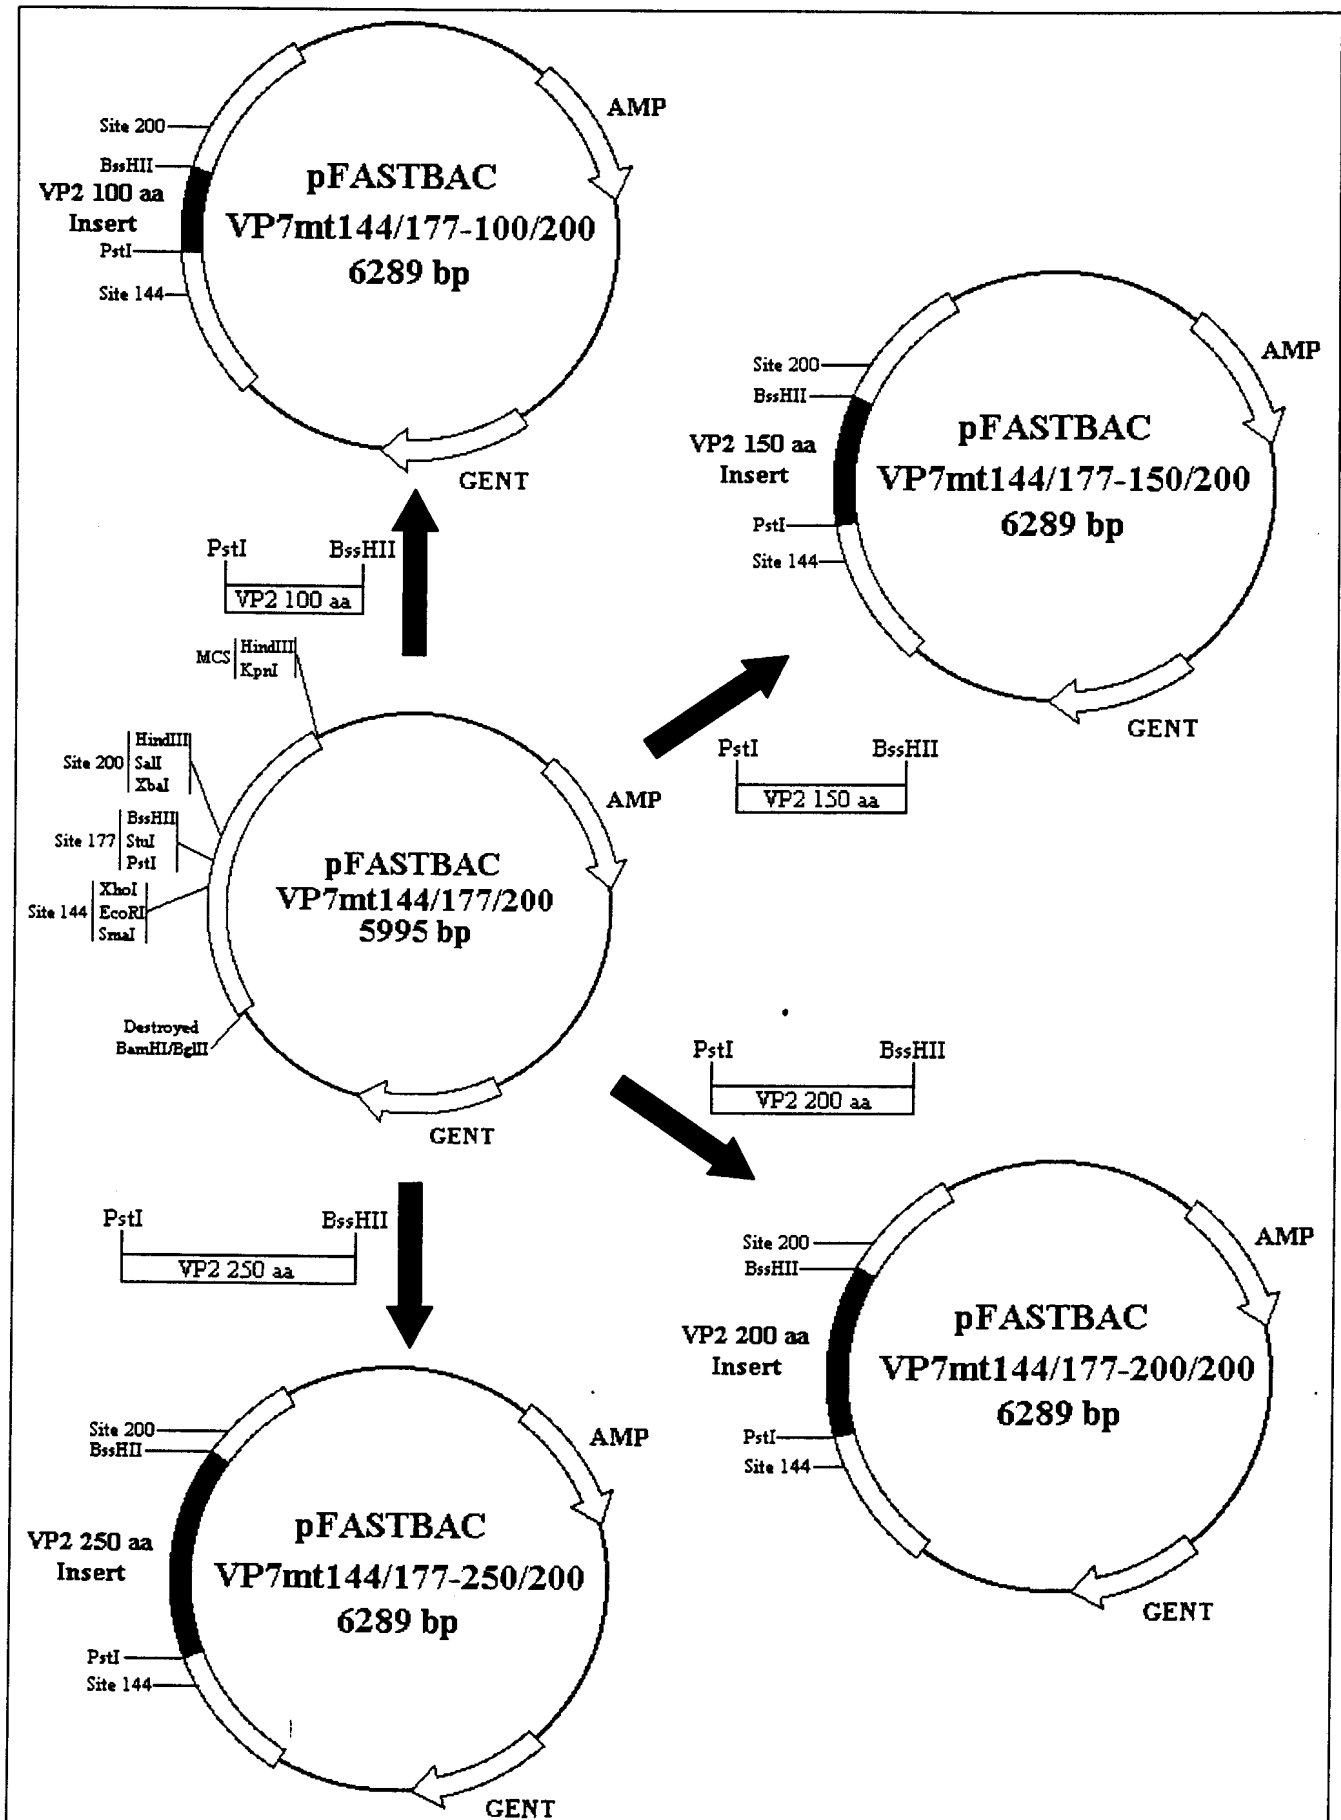 AMP
Site 200
BssHII
VP2 100 aa
Insert
PstI
Site 144
pFASTBAC
VP7mt144/177-100/200
6289 bp
GENT
PstI BssHII
VP2 100 aa
AMP
Site 200
BssHII
VP2 150 aa
Insert
PstI
Site 144
pFASTBAC
VP7mt144/177-150/200
6289 bp
GENT
PstI BssHII
VP2 150 aa
MCS
HindIII
KpnI
Site 200
HindIII
SalI
XbaI
Site 177
BssHII
StuI
PstI
Site 144
XhoI
EcoRI
SmaI
Destroyed
BamHI/BglII
AMP
pFASTBAC
VP7mt144/177/200
5995 bp
GENT
PstI BssHII
VP2 200 aa
AMP
Site 200
BssHII
VP2 200 aa
Insert
PstI
Site 144
pFASTBAC
VP7mt144/177-200/200
6289 bp
GENT
PstI BssHII
VP2 250 aa
AMP
Site 200
BssHII
VP2 250 aa
Insert
PstI
Site 144
pFASTBAC
VP7mt144/177-250/200
6289 bp
GENT